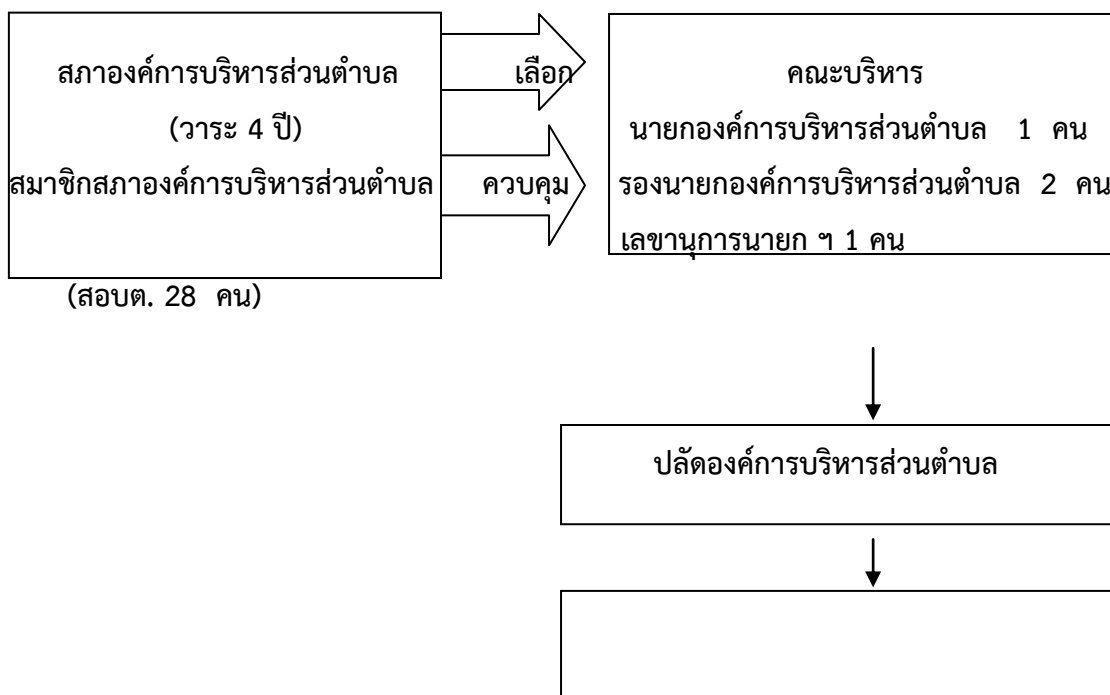 สภาองค์การบริหารส่วนตำบล
(วาระ 4 ปี)
สมาชิกสภาองค์การบริหารส่วนตำบล
(สอบต. 28 คน)
เลือก
ควบคุม
คณะบริหาร
นายกองค์การบริหารส่วนตำบล 1 คน
รองนายกองค์การบริหารส่วนตำบล 2 คน
เลขานุการนายก ฯ 1 คน
ปลัดองค์การบริหารส่วนตำบล